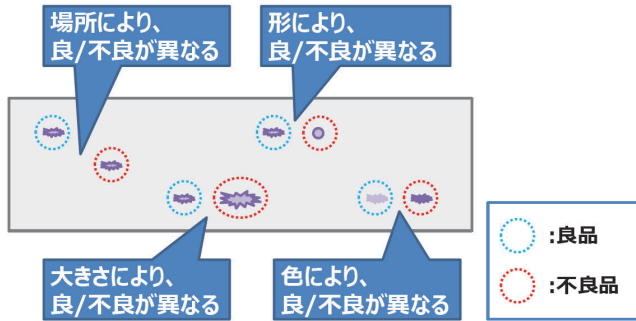 場所により、
良/不良が異なる
形により、
良/不良が異なる
大きさにより、
良/不良が異なる
色により、
良/不良が異なる
:良品
:不良品